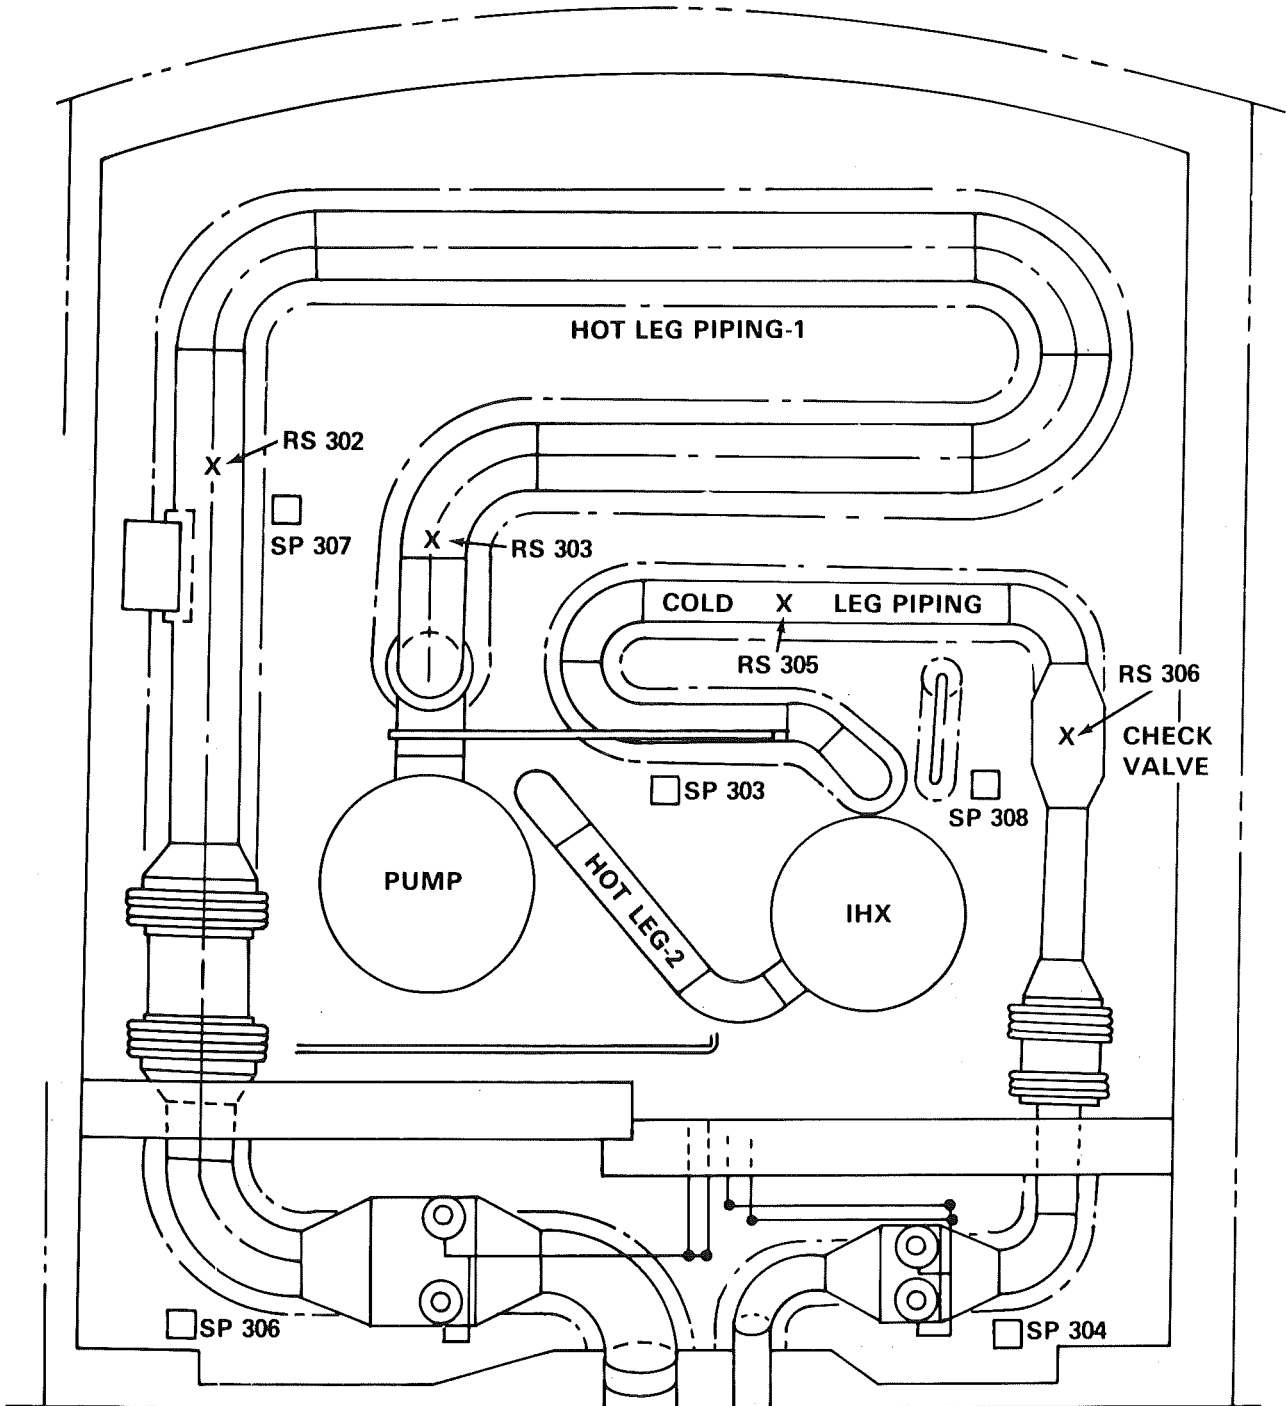 HOT LEG PIPING-1
X
RS 302
SP 307
X
RS 303
COLD X LEG PIPING
RS 305
RS 306
X
CHECK
VALVE
SP 303
SP 308
PUMP
HOT LEG-2
IHX
SP 306
SP 304